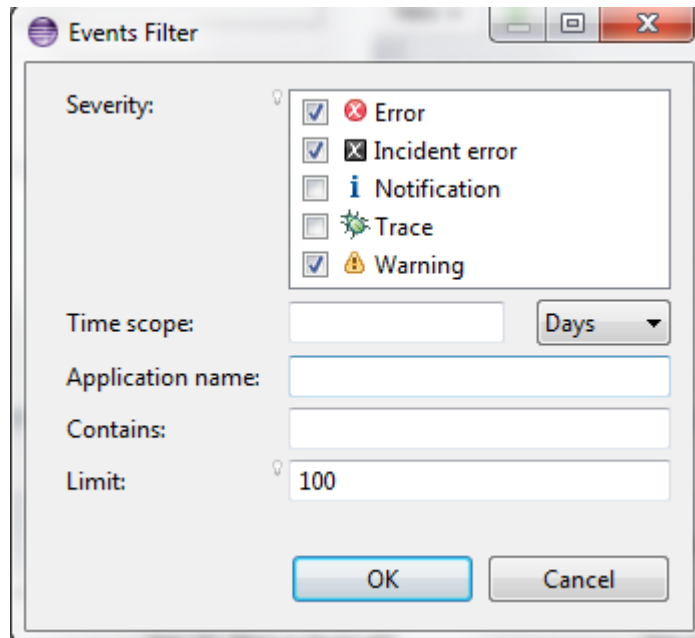 Events Filter
Severity:
Error
Incident error
Notification
Trace
Warning
Time scope:
Days
Application name:
Contains:
Limit:
100
OK
Cancel